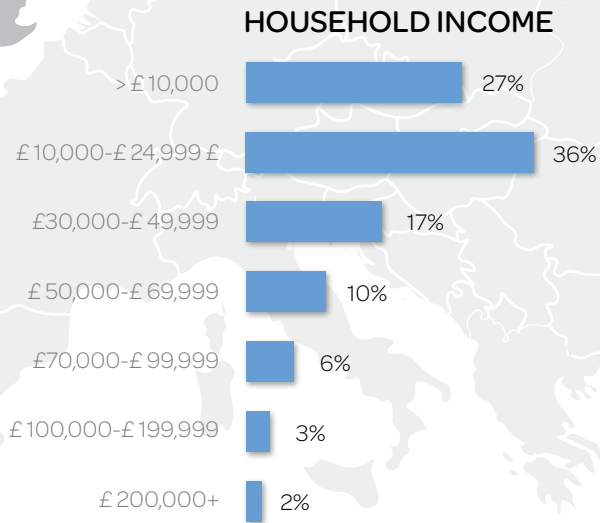 HOUSEHOLD INCOME
> £ 10,000 27%
£ 10,000-£ 24,999 £ 36%
£30,000-£ 49,999 17%
£ 50,000-£ 69,999 10%
£70,000-£ 99,999 6%
£ 100,000-£ 199,999 3%
£ 200,000+ 2%